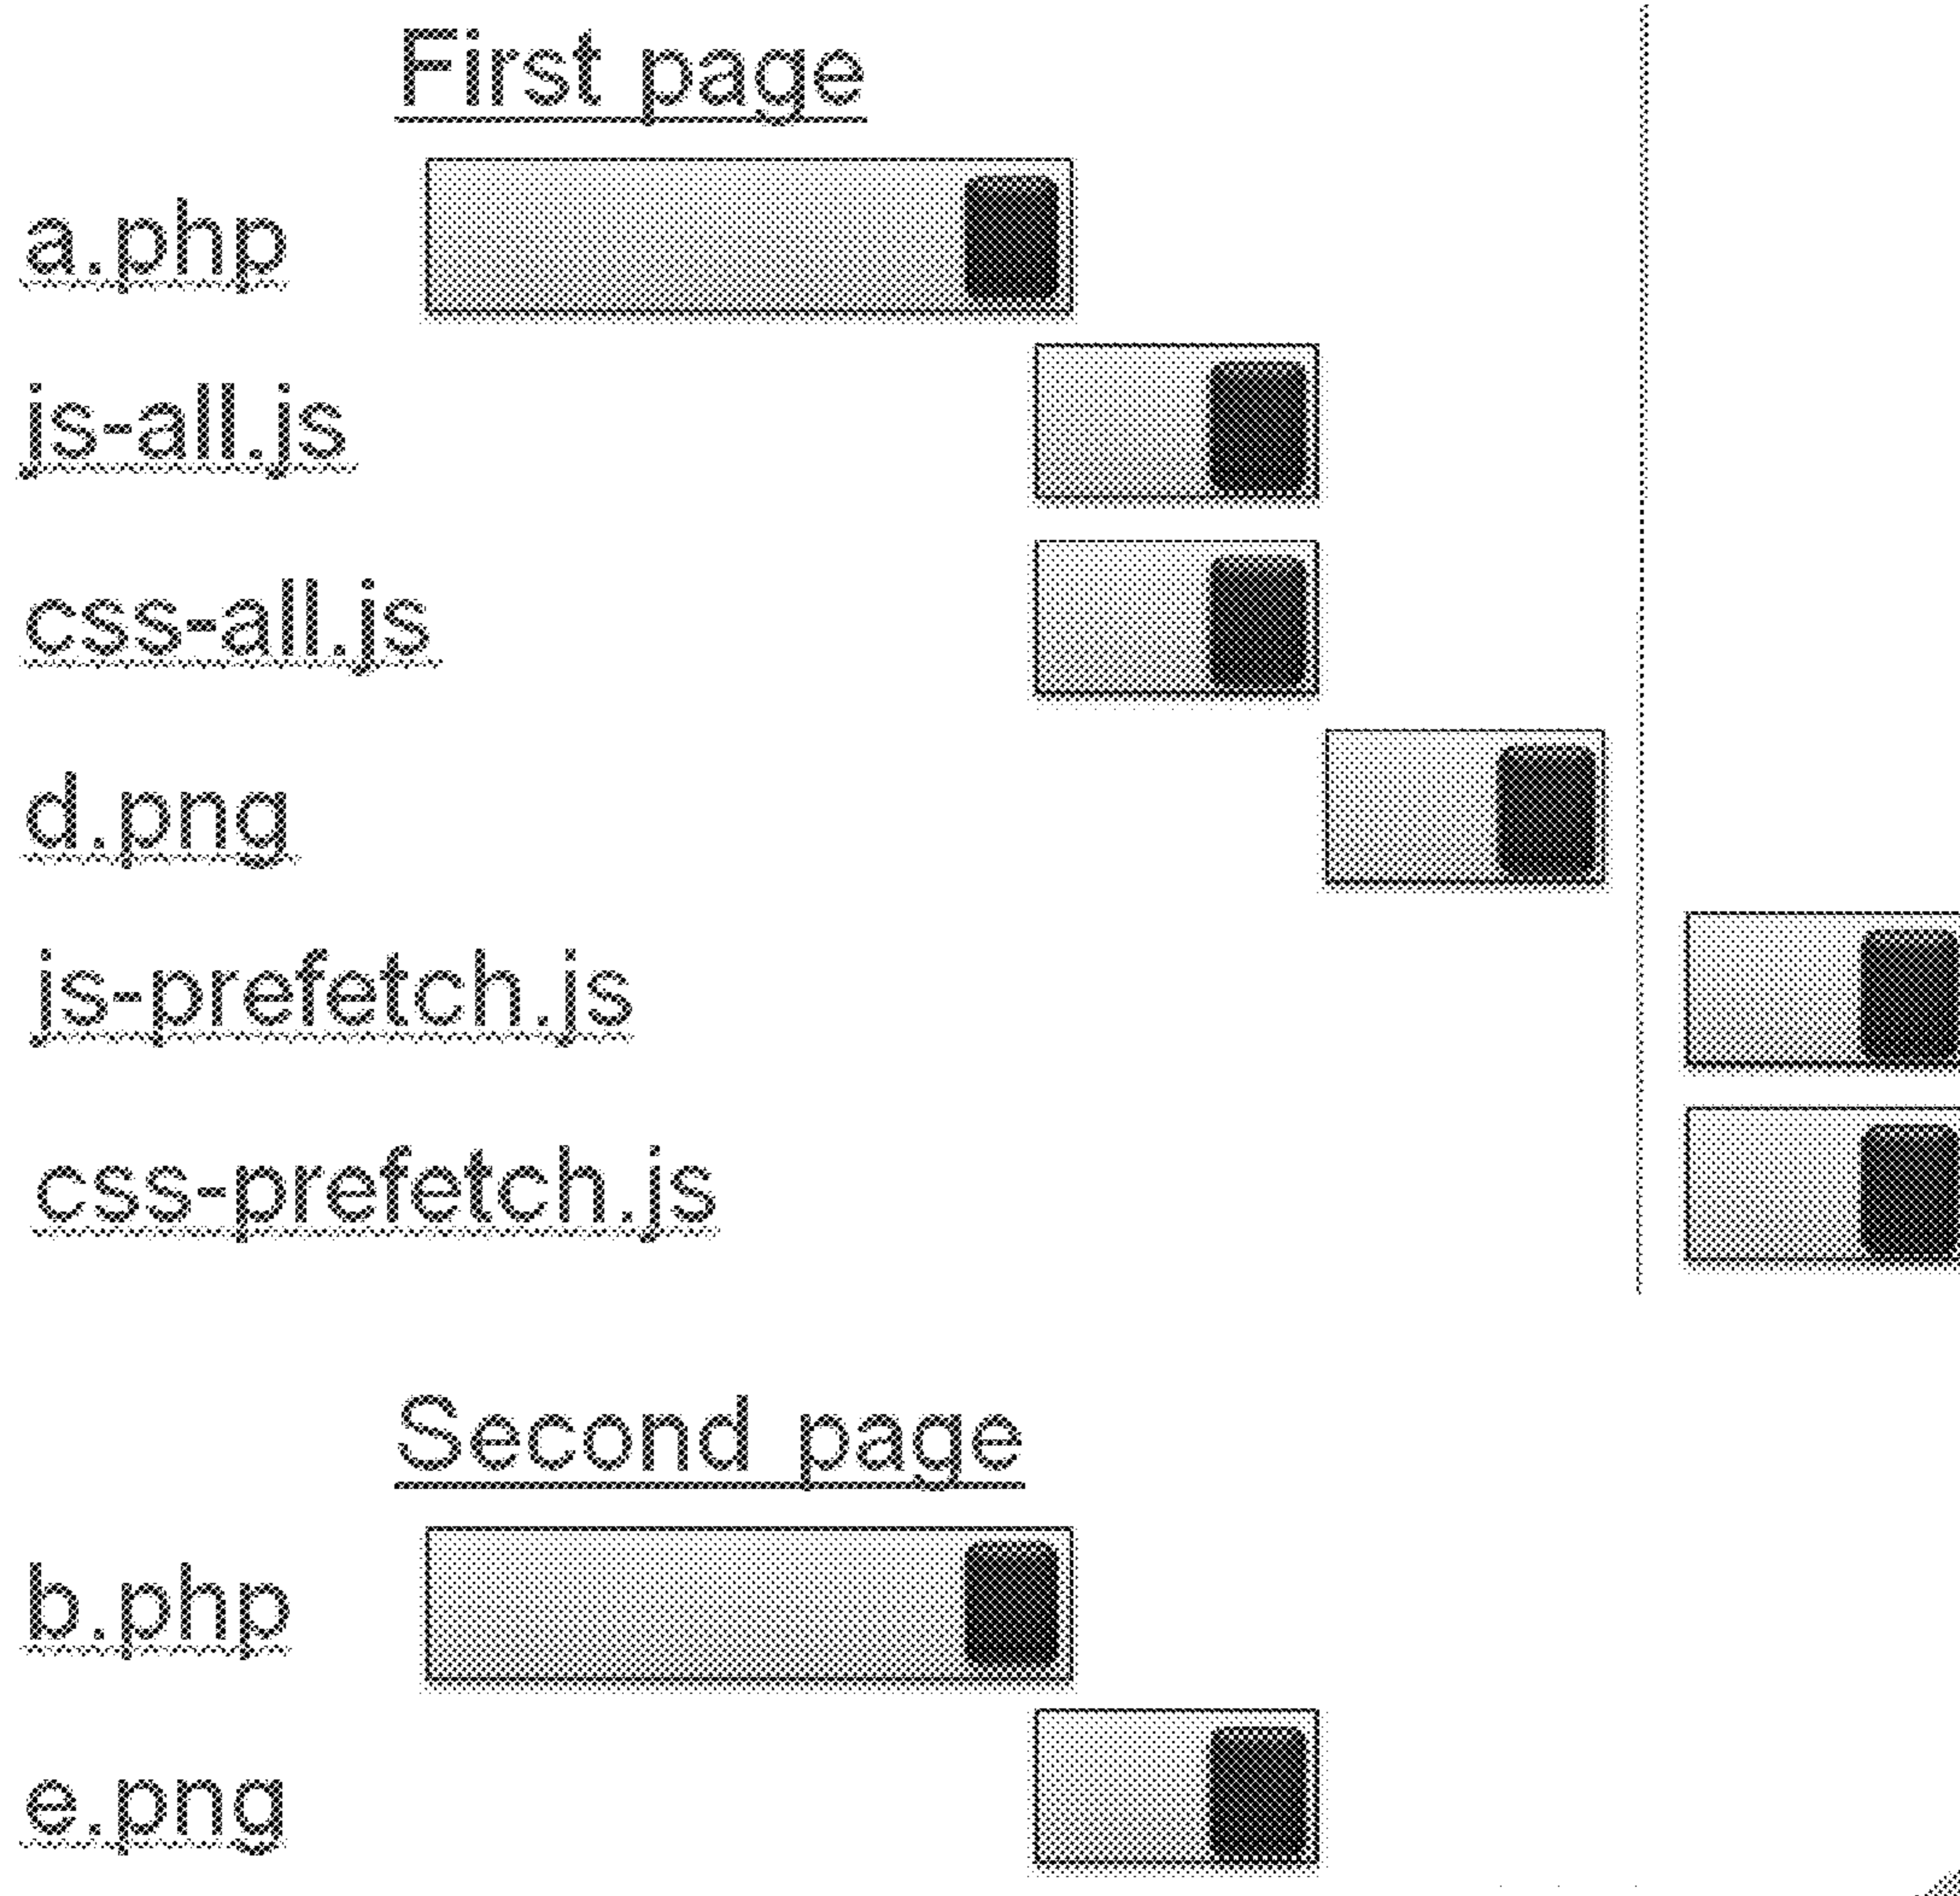 First page
a.php
js-all.js
css-all.js
d.png
js-prefetch.js
css-prefetch.js
Second page
b.php
e.png